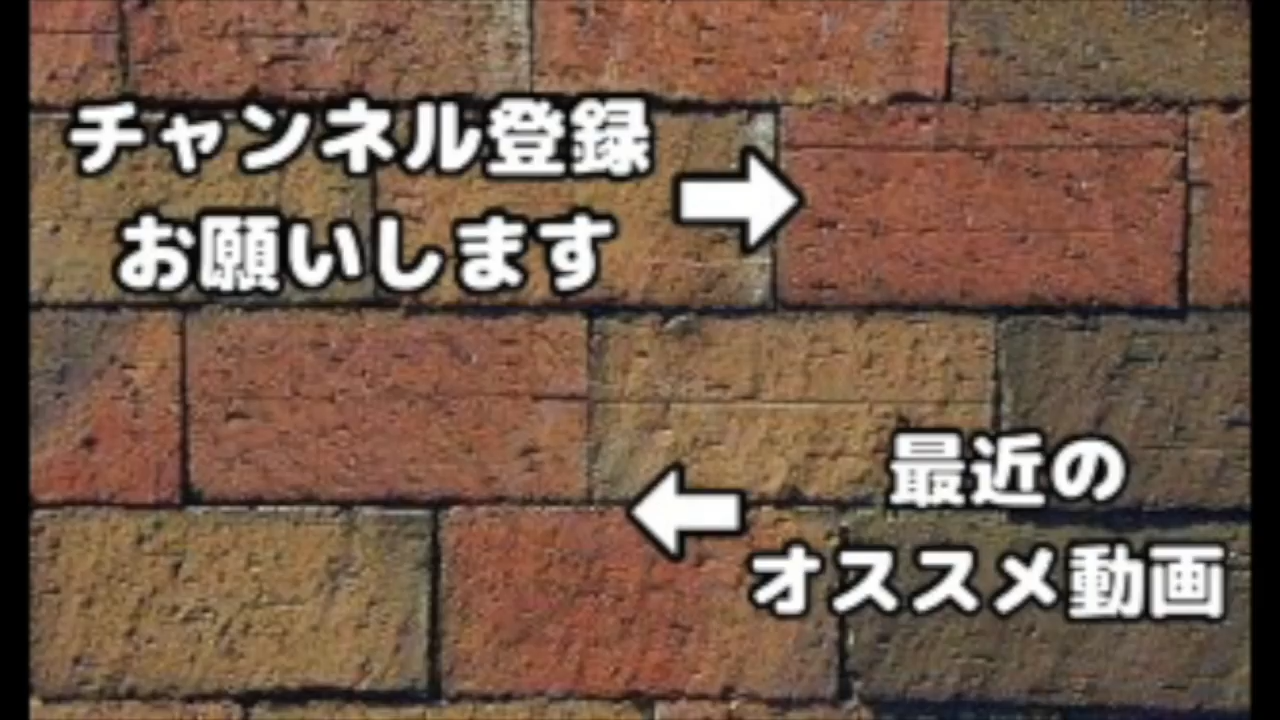 チャンネル登録
お願いします
最近の
オススメ動画